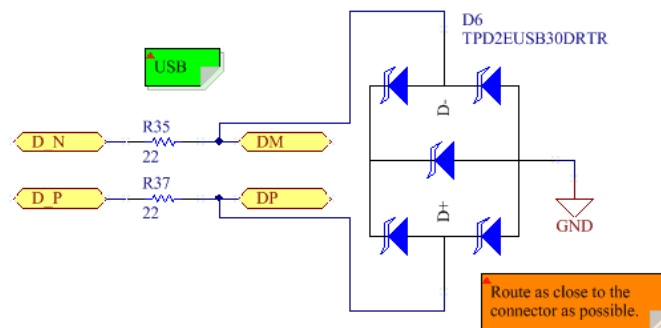 D6
TPD2EUSB30DRTR
USB
D-
R35
D_N
DM
22
R37
D_P
DP
22
D+
GND
Route as close to the
connector as possible.